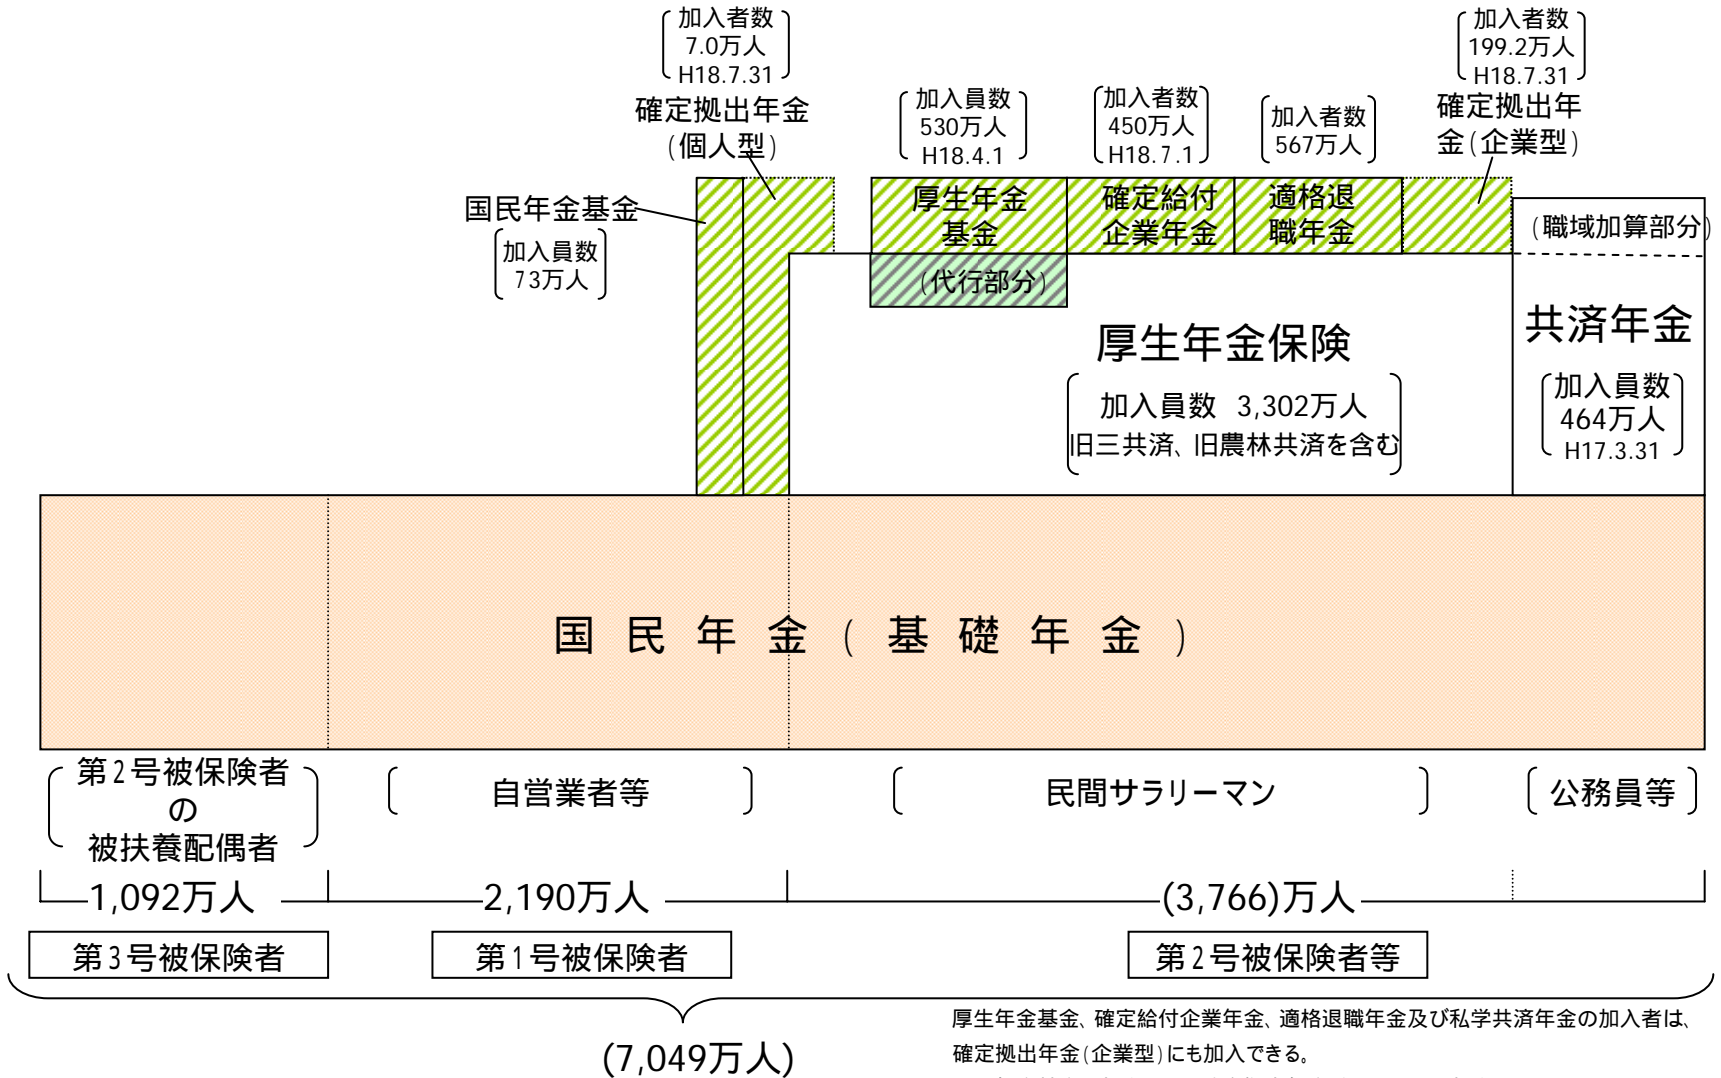 加入者数
7.0万人
H18.7.31
確定拠出年金
(個人型)
加入者数
199.2万人
H18.7.31
確定拠出年
金(企業型)
加入員数
530万人
H18.4.1
加入者数
450万人
H18.7.1
加入者数
567万人
国民年金基金
加入員数
73万人
厚生年金
基金
確定給付
企業年金
適格退
職年金
(職域加算部分)
(代行部分)
厚生年金保険
加入員数 3,302万人
旧三共済、旧農林共済を含む
共済年金
加入員数
464万人
H17.3.31
国民年金(基礎年金)
第2号被保険者
の
被扶養配偶者
自営業者等
民間サラリーマン
公務員等
1,092万人
2,190万人
(3,766)万人
第3号被保険者
第1号被保険者
第2号被保険者等
(7,049万人)
厚生年金基金、確定給付企業年金、適格退職年金及び私学共済年金の加入者は、
確定拠出年金(企業型)にも加入できる。